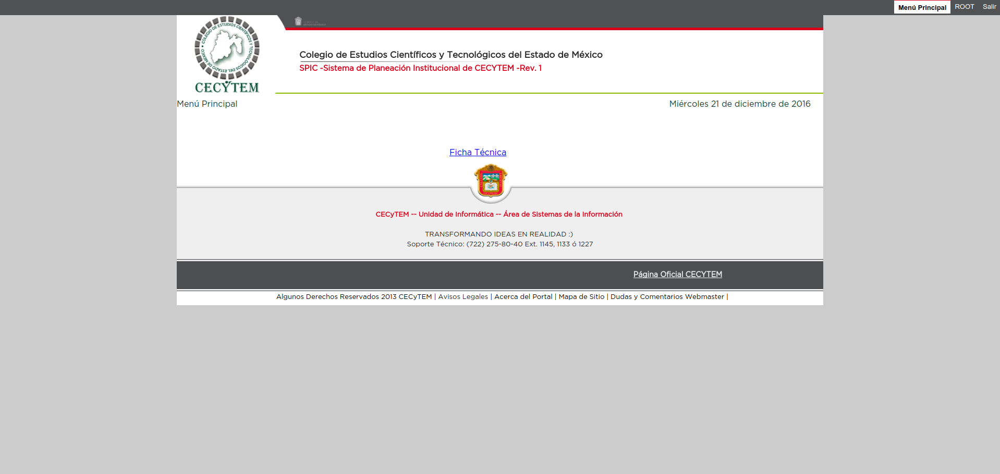 Menú Principal ROOT Salir
COLEGIO DE ESTUDIOS CIENTÍFICOS Y TECNOLÓGICOS DEL ESTADO DE MÉXICO
CECYTEM
Colegio de Estudios Científicos y Tecnológicos del Estado de México
SPIC -Sistema de Planeación Institucional de CECYTEM -Rev. 1
Menú Principal Miércoles 21 de diciembre de 2016
Ficha Técnica
CECyTEM -- Unidad de Informática -- Área de Sistemas de la Información
TRANSFORMANDO IDEAS EN REALIDAD :)
Soporte Técnico: (722) 275-80-40 Ext. 1145, 1133 ó 1227
Página Oficial CECYTEM
Algunos Derechos Reservados 2013 CECyTEM | Avisos Legales | Acerca del Portal | Mapa de Sitio | Dudas y Comentarios Webmaster |